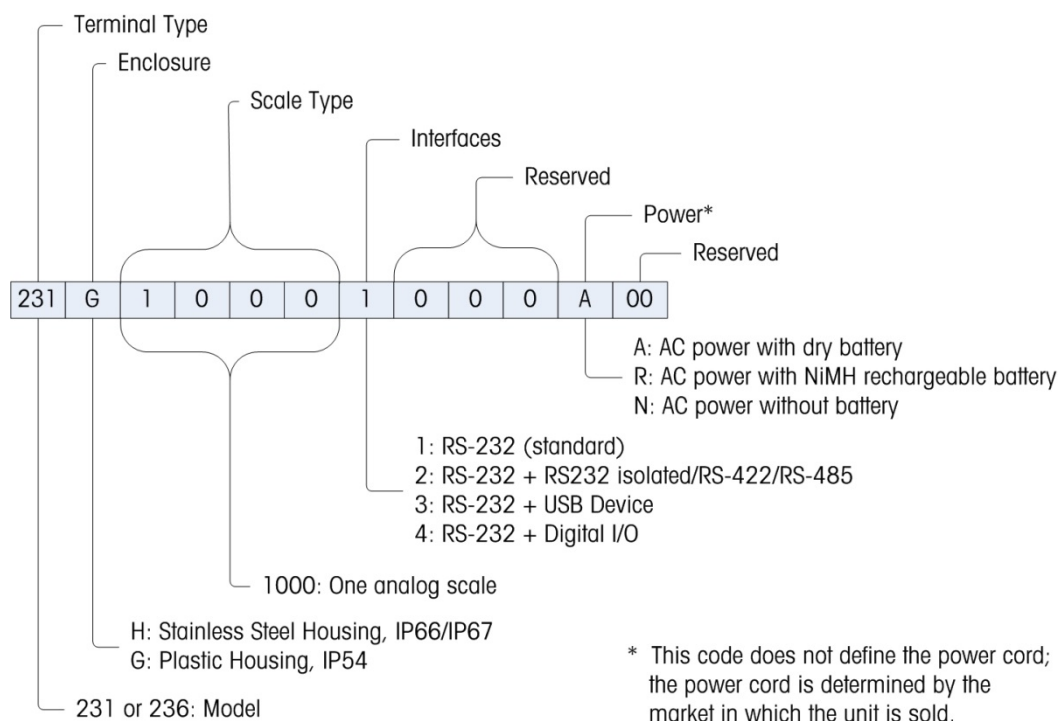 Terminal Type
Enclosure
Scale Type
Interfaces
Reserved
Power*
Reserved
231 G 1 0 0 0 1 0 0 0 A 00
A: AC power with dry battery
R: AC power with NiMH rechargeable battery
N: AC power without battery
1: RS-232 (standard)
2: RS-232 + RS232 isolated/RS-422/RS-485
3: RS-232 + USB Device
4: RS-232 + Digital I/O
1000: One analog scale
H: Stainless Steel Housing, IP66/IP67
G: Plastic Housing, IP54
231 or 236: Model
* This code does not define the power cord;
the power cord is determined by the
market in which the unit is sold.